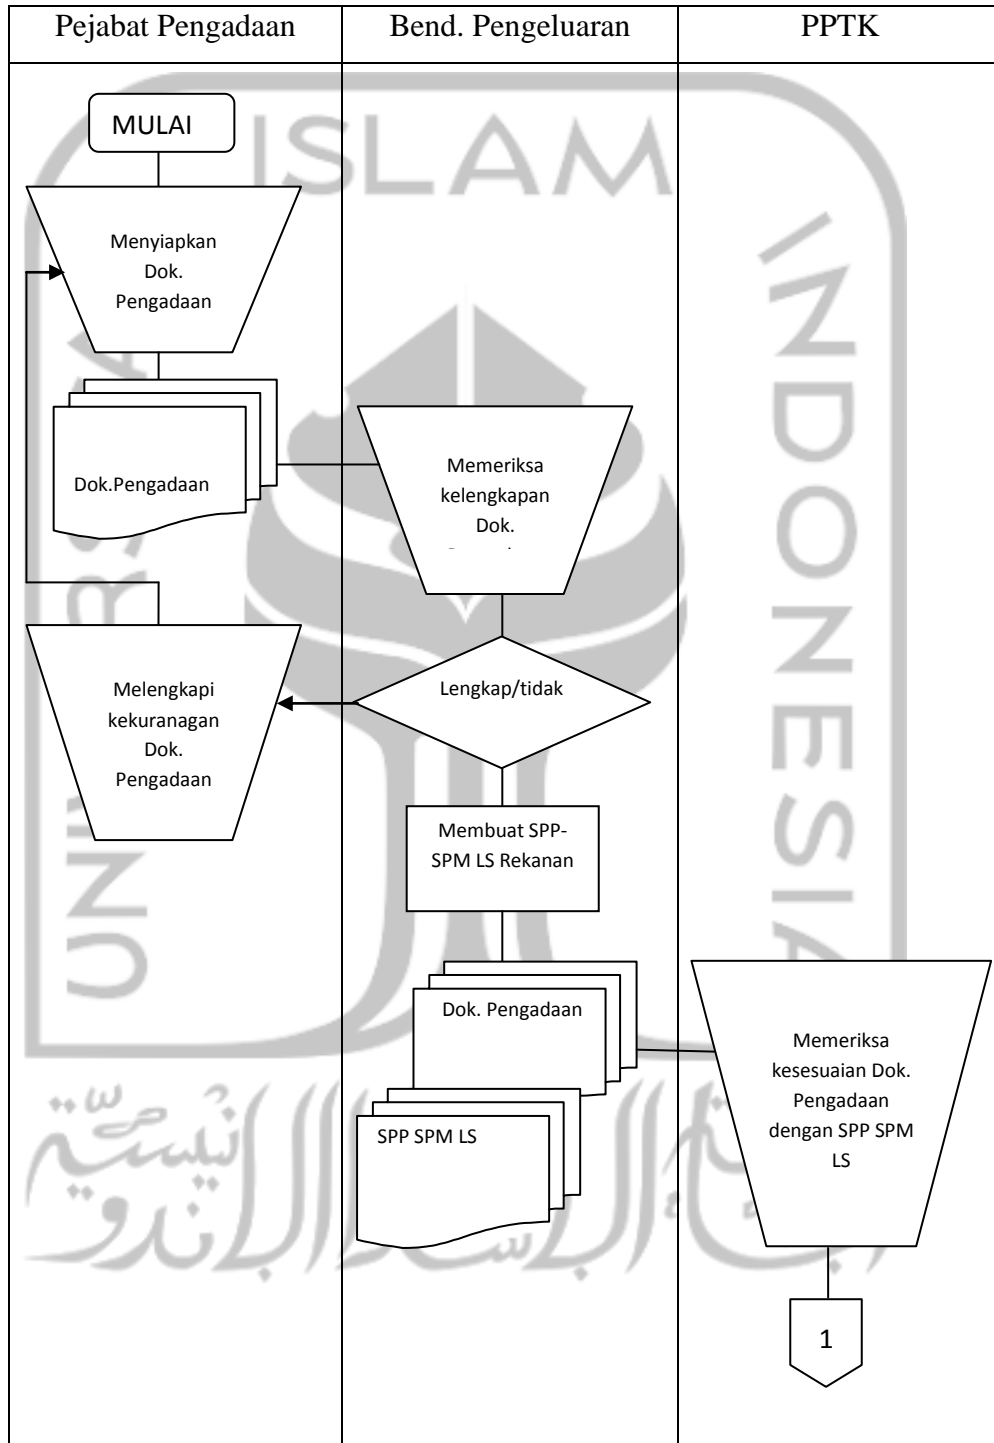 Pejabat Pengadaan
Bend. Pengeluaran
PPTK
MULAI
Menyiapkan
Dok.
Pengadaan
Dok.Pengadaan
Memeriksa
kelengkapan
Dok.
Lengkap/tidak
Melengkapi
kekuranagan
Dok.
Pengadaan
Membuat SPP-
SPM LS Rekanan
Dok. Pengadaan
SPP SPM LS
Memeriksa
kesesuaian Dok.
Pengadaan
dengan SPP SPM
LS
1
ISLAM
INDONESIA